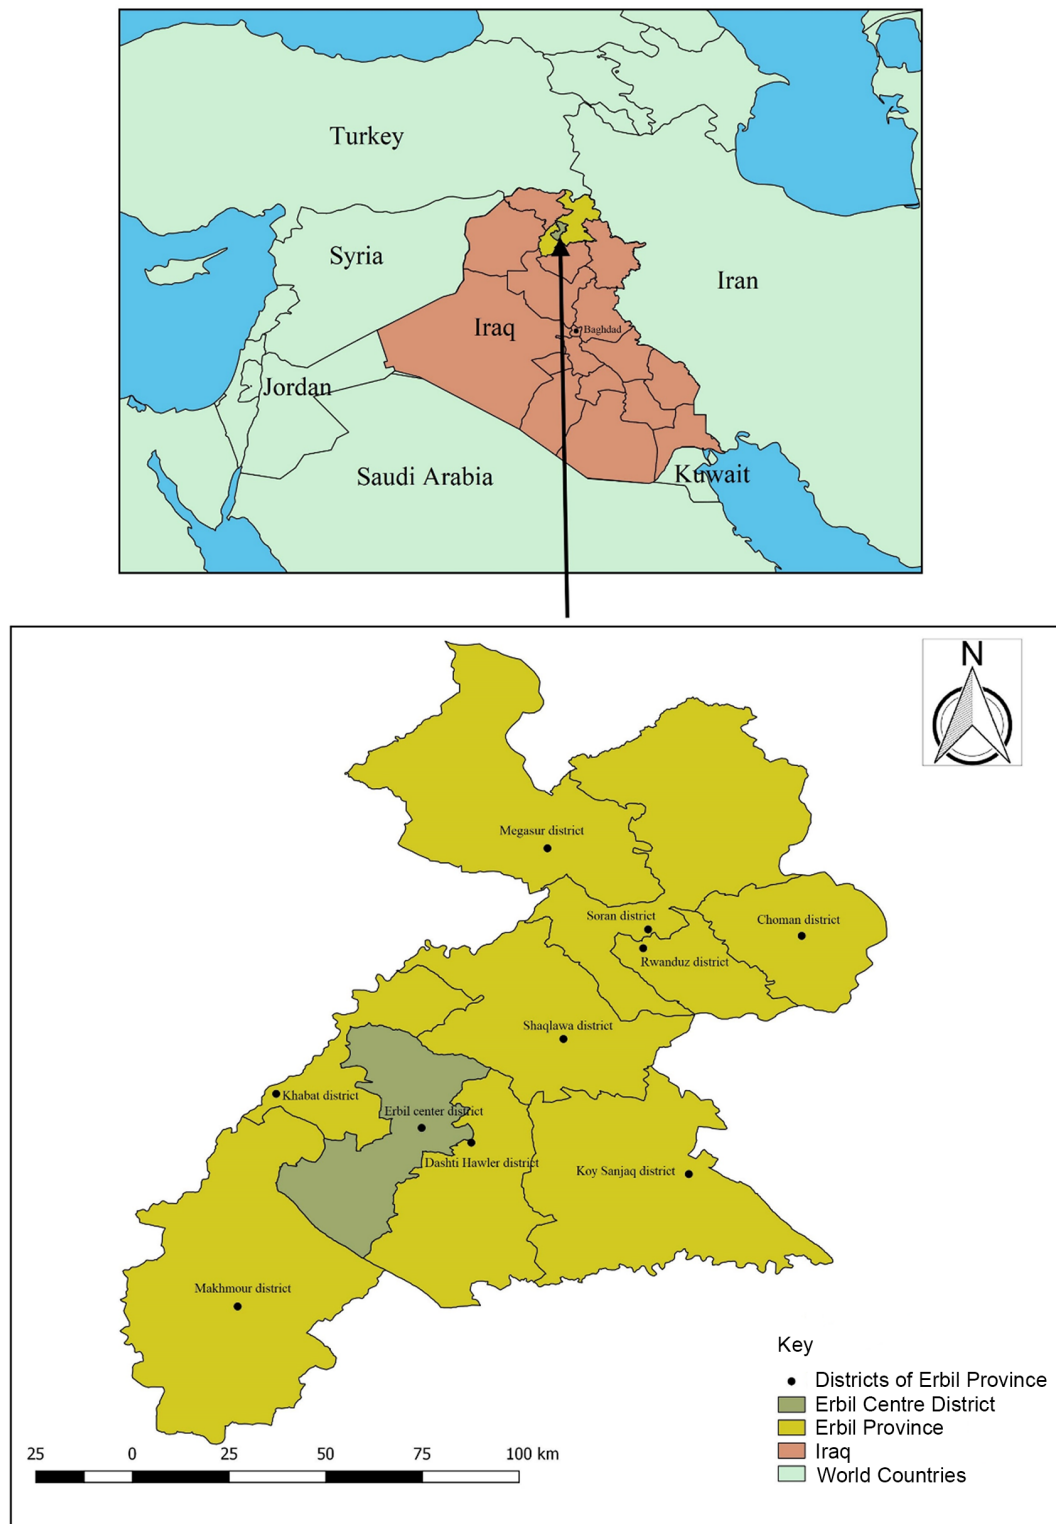 Turkey
Syria
Iran
Iraq
Baghdad
Jordan
Saudi Arabia
Kuwait
N
Megasur district
Soran district
Choman district
Rwanduz district
Shaqlawa district
Khabat district
Erbil center district
Dashti Hawler district
Koy Sanjaq district
Makhmour district
Key
Districts of Erbil Province
Erbil Centre District
Erbil Province
Iraq
World Countries
25 0 25 50 75 100 km